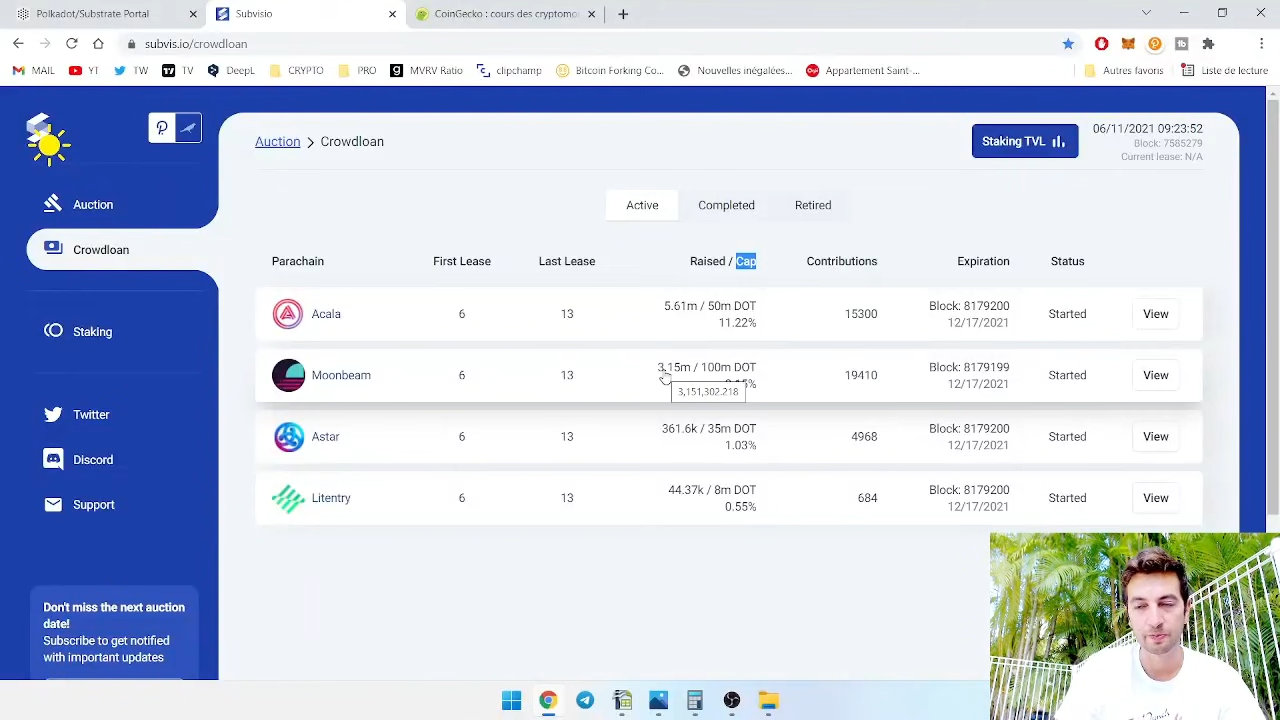 Polkadot/Substrate Portal
Subvisio
CoinGecko : cours des cryptomo
subvis.io/crowdloan
MAIL
YT
TW
TV
DeepL
CRYPTO
PRO
MVRV Ratio
clipchamp
Bitcoin Forking Co...
Nouvelles inégalées...
Appartement Saint-...
Autres favoris
Liste de lecture
Auction > Crowdloan
Staking TVL
06/11/2021 09:23:52
Block: 7585279
Current lease: N/A
Auction
Crowdloan
Staking
Twitter
Discord
Support
Don't miss the next auction
date!
Subscribe to get notified
with important updates
Active Completed Retired
Parachain First Lease Last Lease Raised / Cap Contributions Expiration Status
Acala 6 13 5.61m / 50m DOT 15300 Block: 8179200 Started View
11.22% 12/17/2021
Moonbeam 6 13 3.15m / 100m DOT 19410 Block: 8179199 Started View
12/17/2021
3,151,302.218
Astar 6 13 361.6k / 35m DOT 4968 Block: 8179200 Started View
1.03% 12/17/2021
Litentry 6 13 44.37k / 8m DOT 684 Block: 8179200 Started View
0.55% 12/17/2021